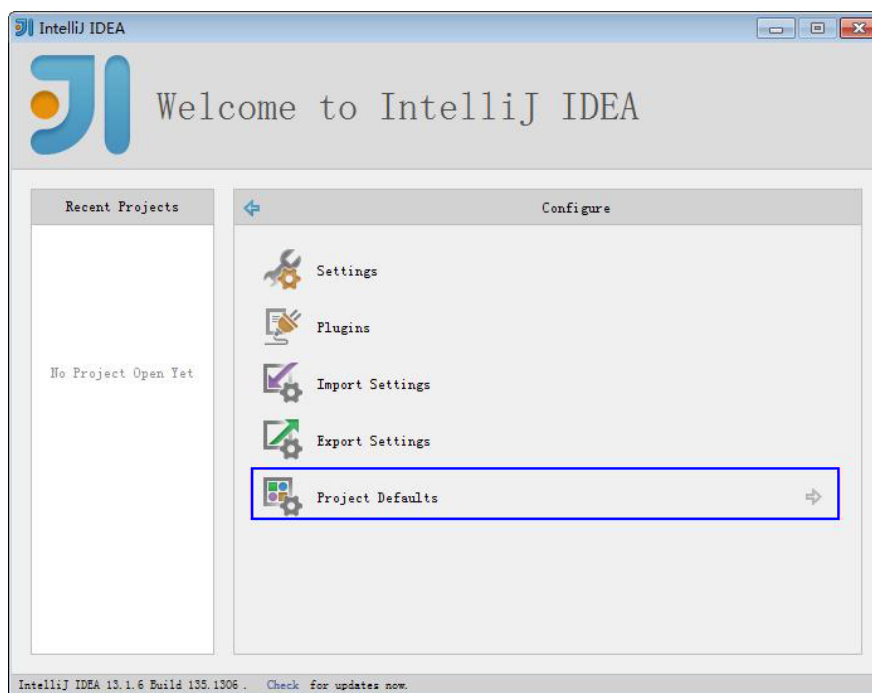 IntelliJ IDEA
Welcome to IntelliJ IDEA
Recent Projects
Configure
Settings
Plugins
No Project Open Yet
Import Settings
Export Settings
Project Defaults
IntelliJ IDEA 13.1.6 Build 135.1306 . Check for updates now.